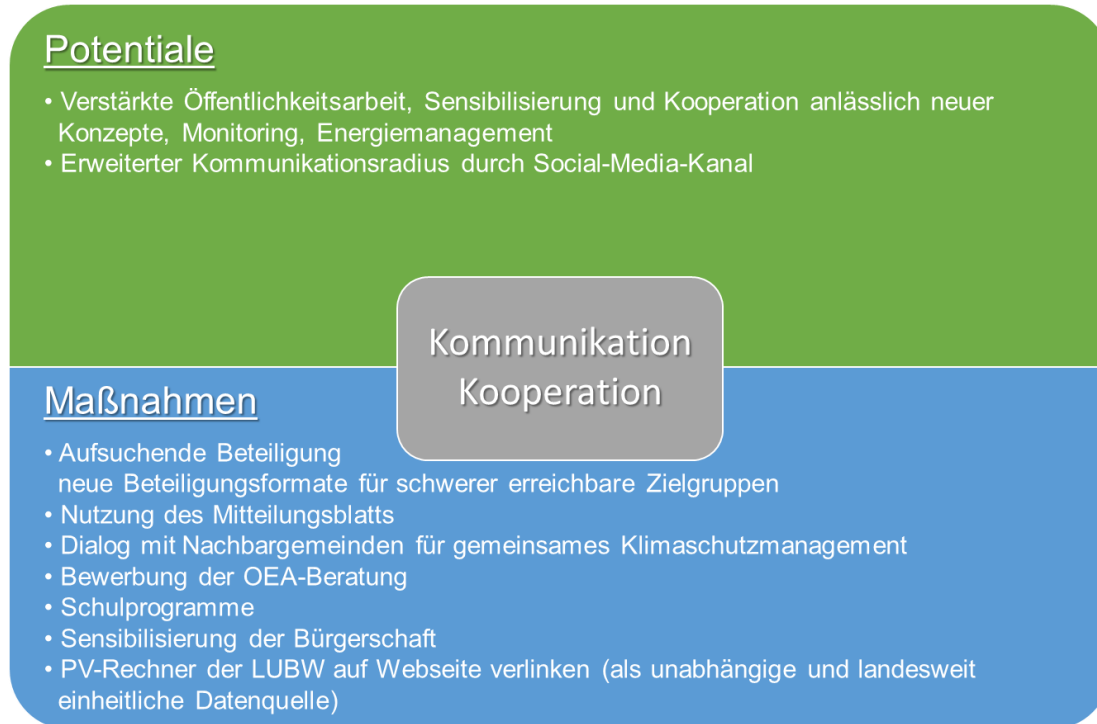 Potentiale
• Verstärkte Öffentlichkeitsarbeit, Sensibilisierung und Kooperation anlässlich neuer
Konzepte, Monitoring, Energiemanagement
• Erweiterter Kommunikationsradius durch Social-Media-Kanal
Kommunikation
Kooperation
Maßnahmen
• Aufsuchende Beteiligung
neue Beteiligungsformate für schwerer erreichbare Zielgruppen
• Nutzung des Mitteilungsblatts
• Dialog mit Nachbargemeinden für gemeinsames Klimaschutzmanagement
• Bewerbung der OEA-Beratung
• Schulprogramme
• Sensibilisierung der Bürgerschaft
• PV-Rechner der LUBW auf Webseite verlinken (als unabhängige und landesweit
einheitliche Datenquelle)